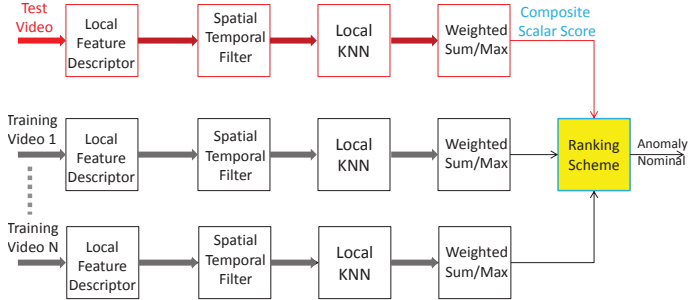 Test
Video
Local
Feature
Descriptor
Spatial
Temporal
Filter
Local
KNN
Weighted
Sum/Max
Composite
Scalar Score
Training
Video 1
Local
Feature
Descriptor
Spatial
Temporal
Filter
Local
KNN
Weighted
Sum/Max
Ranking
Scheme
Anomaly
Nominal
Training
Video N
Local
Feature
Descriptor
Spatial
Temporal
Filter
Local
KNN
Weighted
Sum/Max